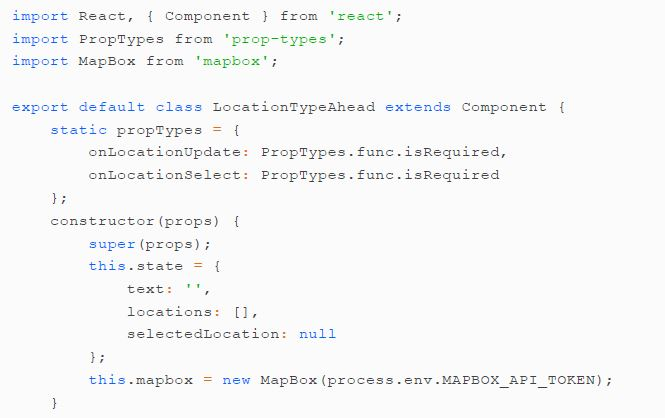 import React, { Component } from 'react';
import PropTypes from 'prop-types';
import MapBox from 'mapbox';

export default class LocationTypeAhead extends Component {
    static propTypes = {
        onLocationUpdate: PropTypes.func.isRequired,
        onLocationSelect: PropTypes.func.isRequired
    };
    constructor(props) {
        super(props);
        this.state = {
            text: '',
            locations: [],
            selectedLocation: null
        };
        this.mapbox = new MapBox(process.env.MAPBOX_API_TOKEN);
    }